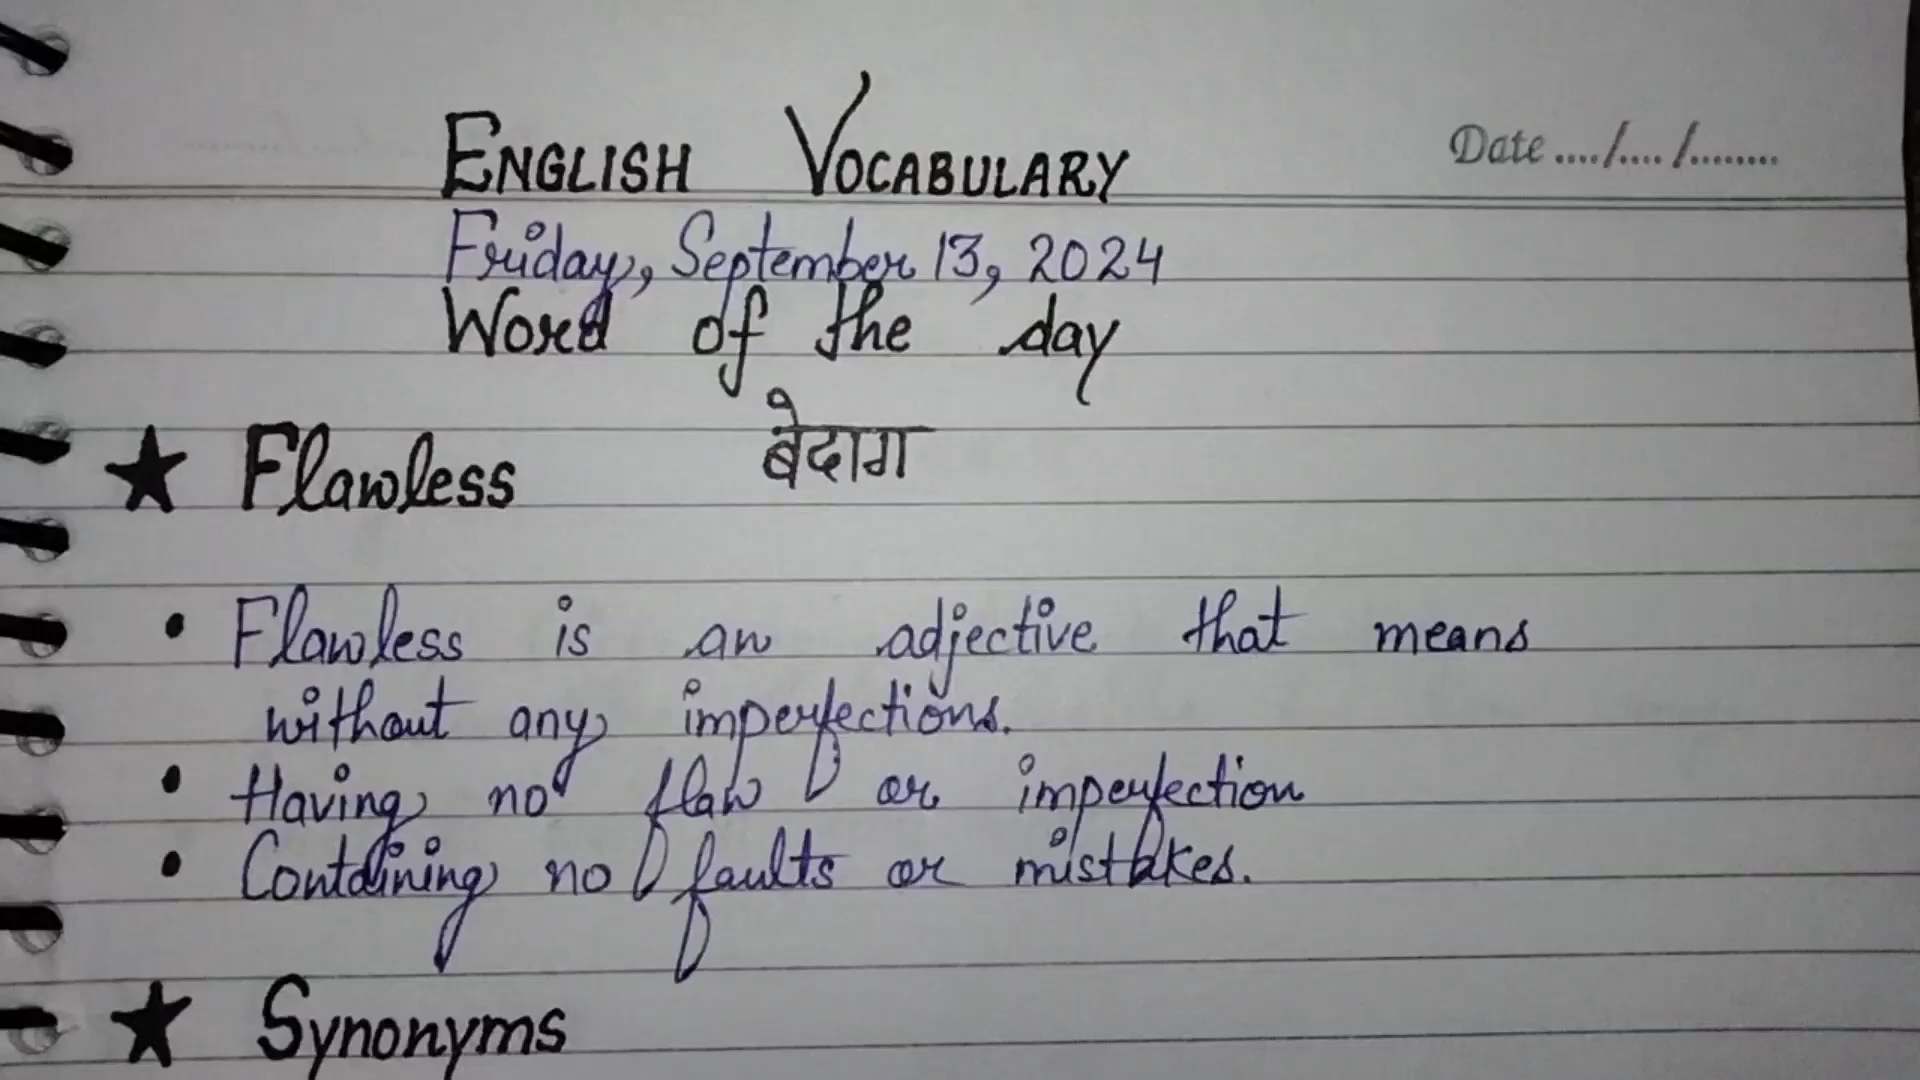 ENGLISH VOCABULARY
Date ..../..../........
Friday, September 13, 2024
Word of the day
★ Flawless बेदाग
• Flawless is an adjective that means
without any imperfections.
• Having no flaw or imperfection
• Containing no faults or mistakes.
★ Synonyms